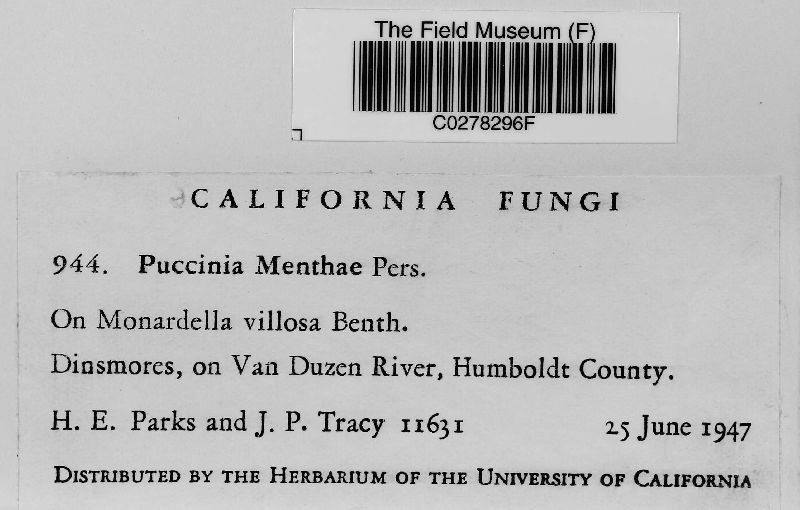 The Field Museum (F)
C0278296F
CALIFORNIA FUNGI
944. Puccinia Menthae Pers.
On Monardella villosa Benth.
Dinsmores, on Van Duzen River, Humboldt County.
H. E. Parks and J. P. Tracy 11631 25 June 1947
DISTRIBUTED BY THE HERBARIUM OF THE UNIVERSITY OF CALIFORNIA